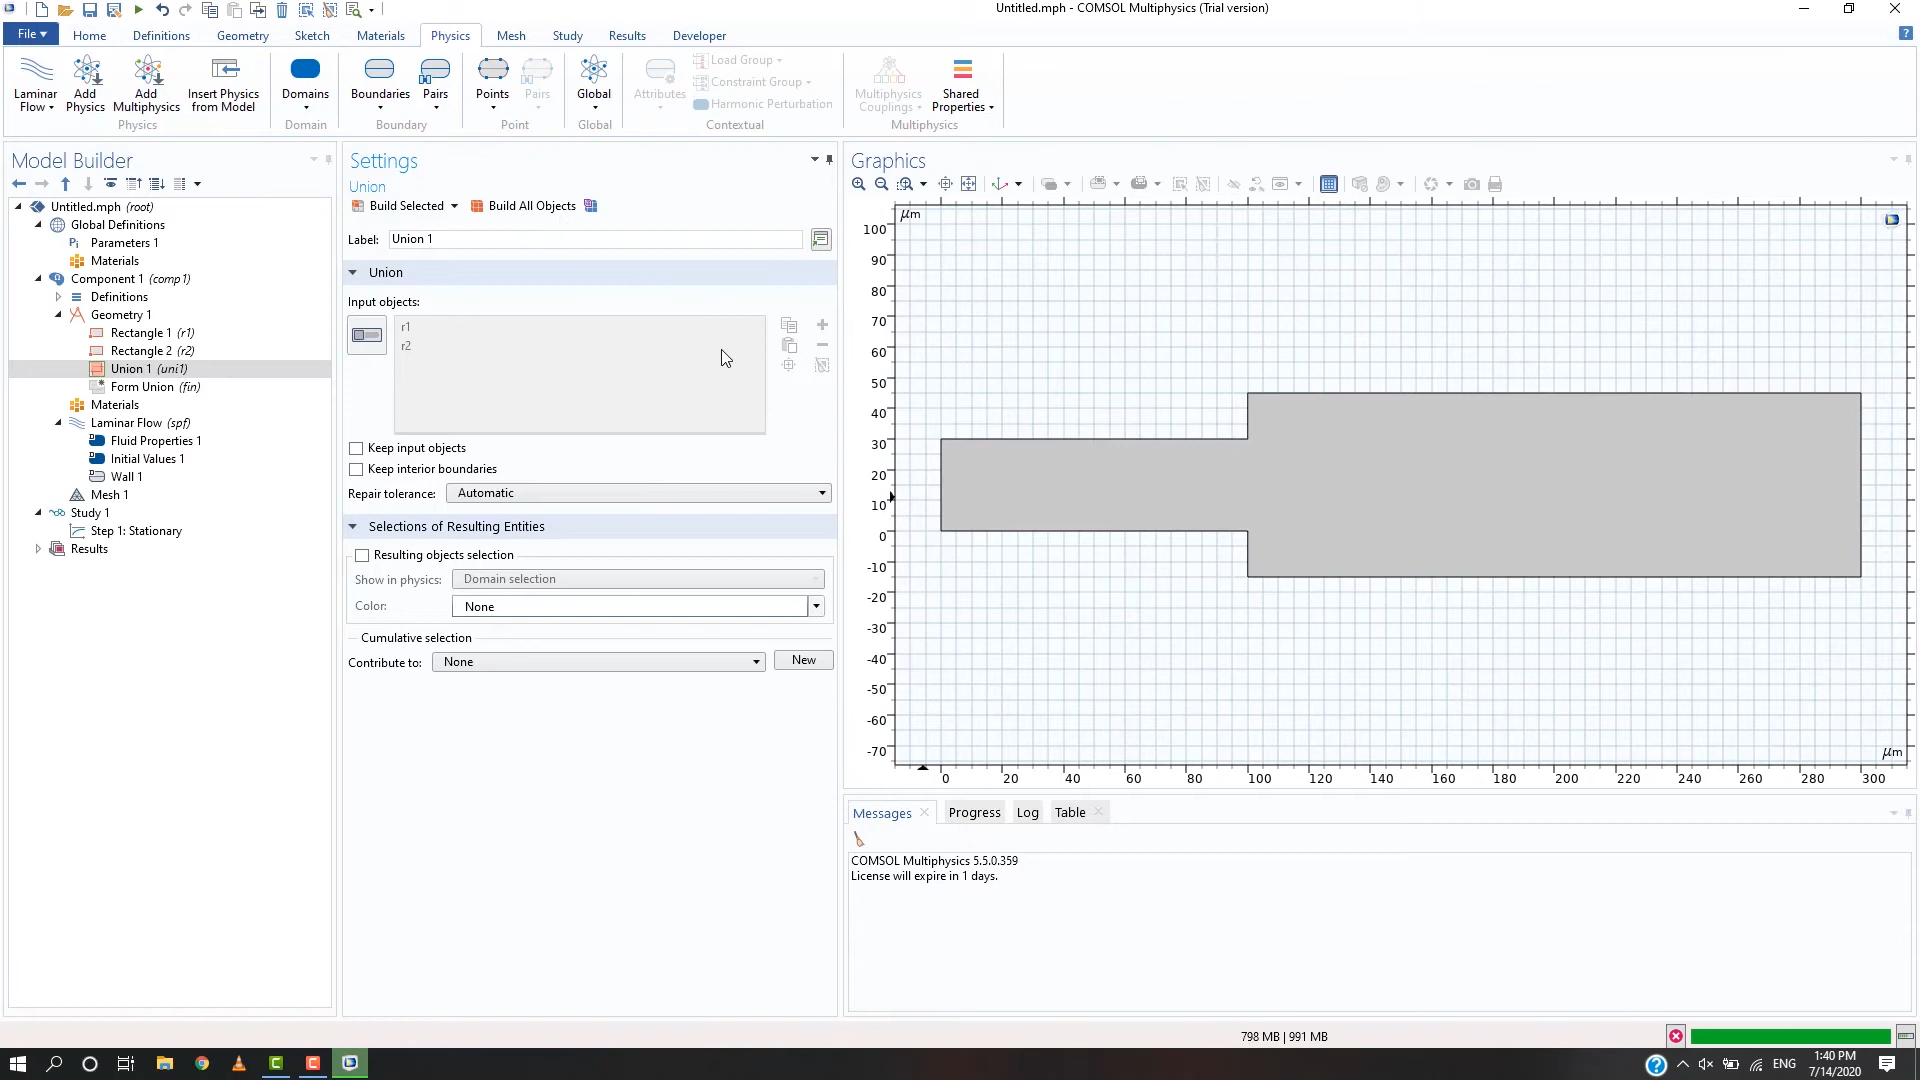 Untitled.mph - COMSOL Multiphysics (Trial version)
File
Home
Definitions
Geometry
Sketch
Materials
Physics
Mesh
Study
Results
Developer
Laminar Flow
Add Physics
Add Multiphysics
Insert Physics from Model
Physics
Domains
Domain
Boundaries
Pairs
Boundary
Points
Pairs
Point
Global
Global
Attributes
Load Group
Constraint Group
Harmonic Perturbation
Contextual
Multiphysics Couplings
Shared Properties
Multiphysics
Model Builder
Untitled.mph (root)
Global Definitions
Pi Parameters 1
Materials
Component 1 (comp1)
Definitions
Geometry 1
Rectangle 1 (r1)
Rectangle 2 (r2)
Union 1 (uni1)
Form Union (fin)
Materials
Laminar Flow (spf)
Fluid Properties 1
Initial Values 1
Wall 1
Mesh 1
Study 1
Step 1: Stationary
Results
Settings
Union
Build Selected
Build All Objects
Label: Union 1
Union
Input objects:
r1
r2
Keep input objects
Keep interior boundaries
Repair tolerance: Automatic
Selections of Resulting Entities
Resulting objects selection
Show in physics: Domain selection
Color: None
Cumulative selection
Contribute to: None New
Graphics
μm
100
90
80
70
60
50
40
30
20
10
0
-10
-20
-30
-40
-50
-60
-70
μm
0 20 40 60 80 100 120 140 160 180 200 220 240 260 280 300
Messages
Progress
Log
Table
COMSOL Multiphysics 5.5.0.359
License will expire in 1 days.
798 MB | 991 MB
ENG
1:40 PM
7/14/2020